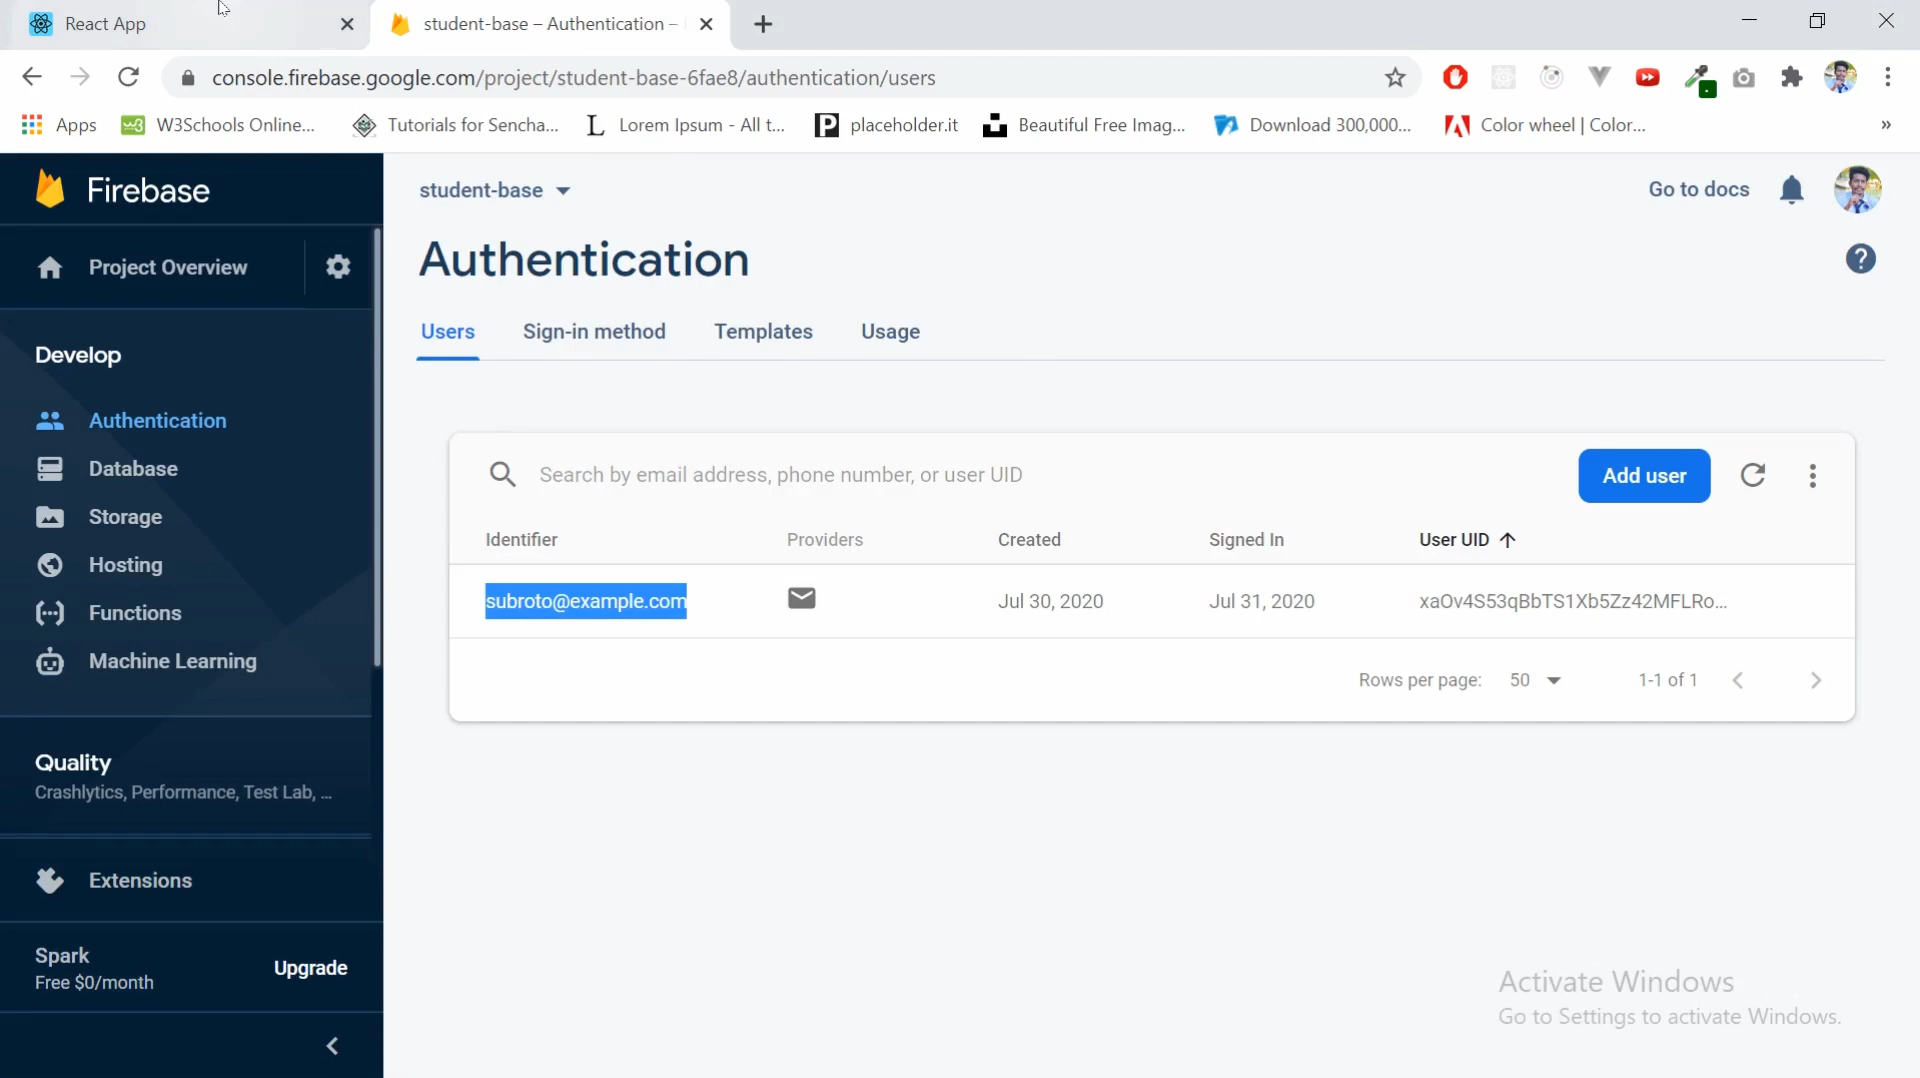 React App
student-base – Authentication –
console.firebase.google.com/project/student-base-6fae8/authentication/users
Apps W3Schools Online... Tutorials for Sencha... Lorem Ipsum - All t... placeholder.it Beautiful Free Imag... Download 300,000... Color wheel | Color... »
Firebase
student-base
Go to docs
Project Overview
Authentication
Users Sign-in method Templates Usage
Develop
Authentication
Database
Storage
Hosting
Functions
Machine Learning
Quality
Crashlytics, Performance, Test Lab, ...
Extensions
Spark
Free $0/month
Upgrade
Search by email address, phone number, or user UID
Add user
Identifier Providers Created Signed In User UID
subroto@example.com Jul 30, 2020 Jul 31, 2020 xaOv4S53qBbTS1Xb5Zz42MFLRo...
Rows per page: 50 1-1 of 1
Activate Windows
Go to Settings to activate Windows.